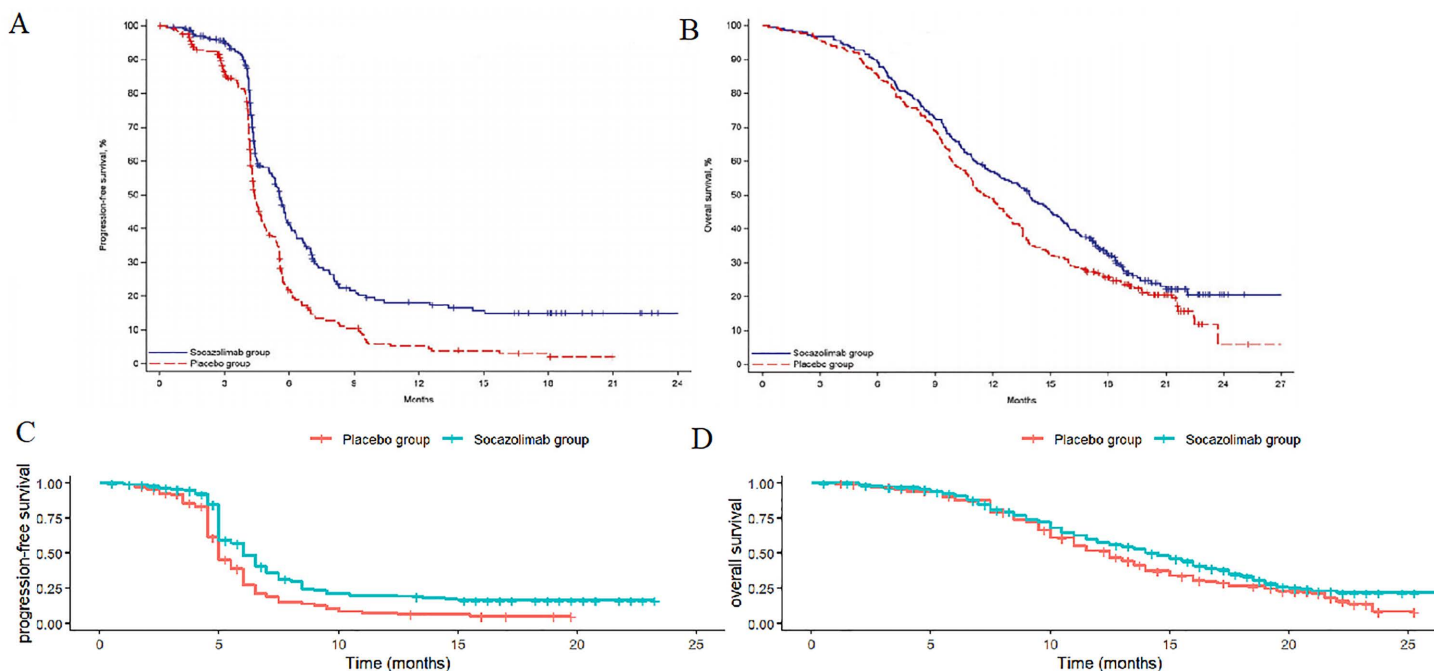 A
100
90
80
70
60
50
40
30
20
10
0
Progression-free survival, %
Socazolimab group
Placebo group
0 3 6 9 12 15 18 21 24
Months
B
100
90
80
70
60
50
40
30
20
10
0
Overall survival, %
Socazolimab group
Placebo group
0 3 6 9 12 15 18 21 24 27
Months
C
Placebo group Socazolimab group
1.00
0.75
0.50
0.25
0.00
progression-free survival
0 5 10 15 20 25
Time (months)
D
Placebo group Socazolimab group
1.00
0.75
0.50
0.25
0.00
overall survival
0 5 10 15 20 25
Time (months)